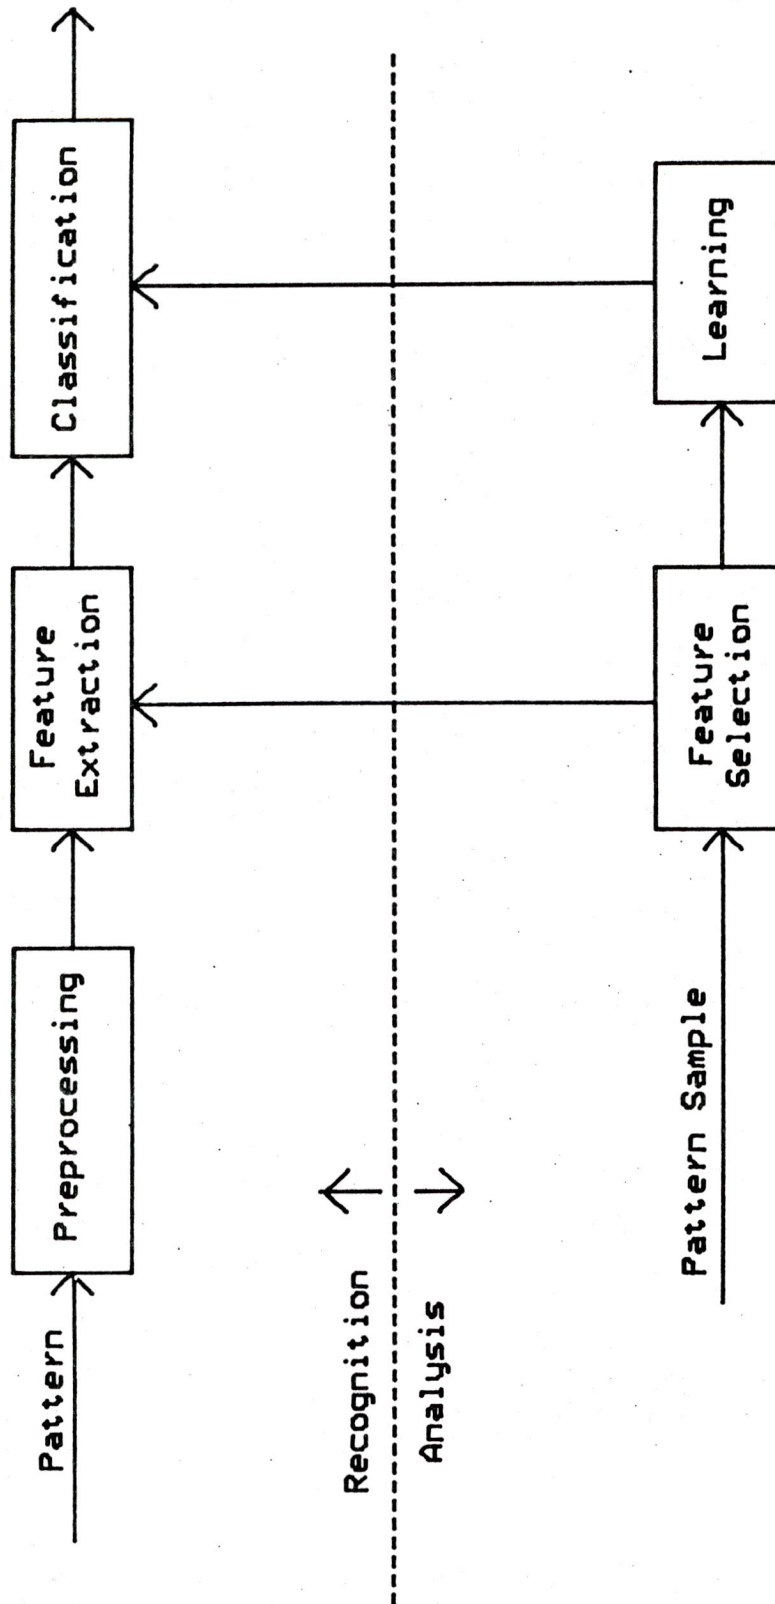 Pattern
Preprocessing
Feature
Extraction
Classification
Recognition
Analysis
Pattern Sample
Feature
Selection
Learning